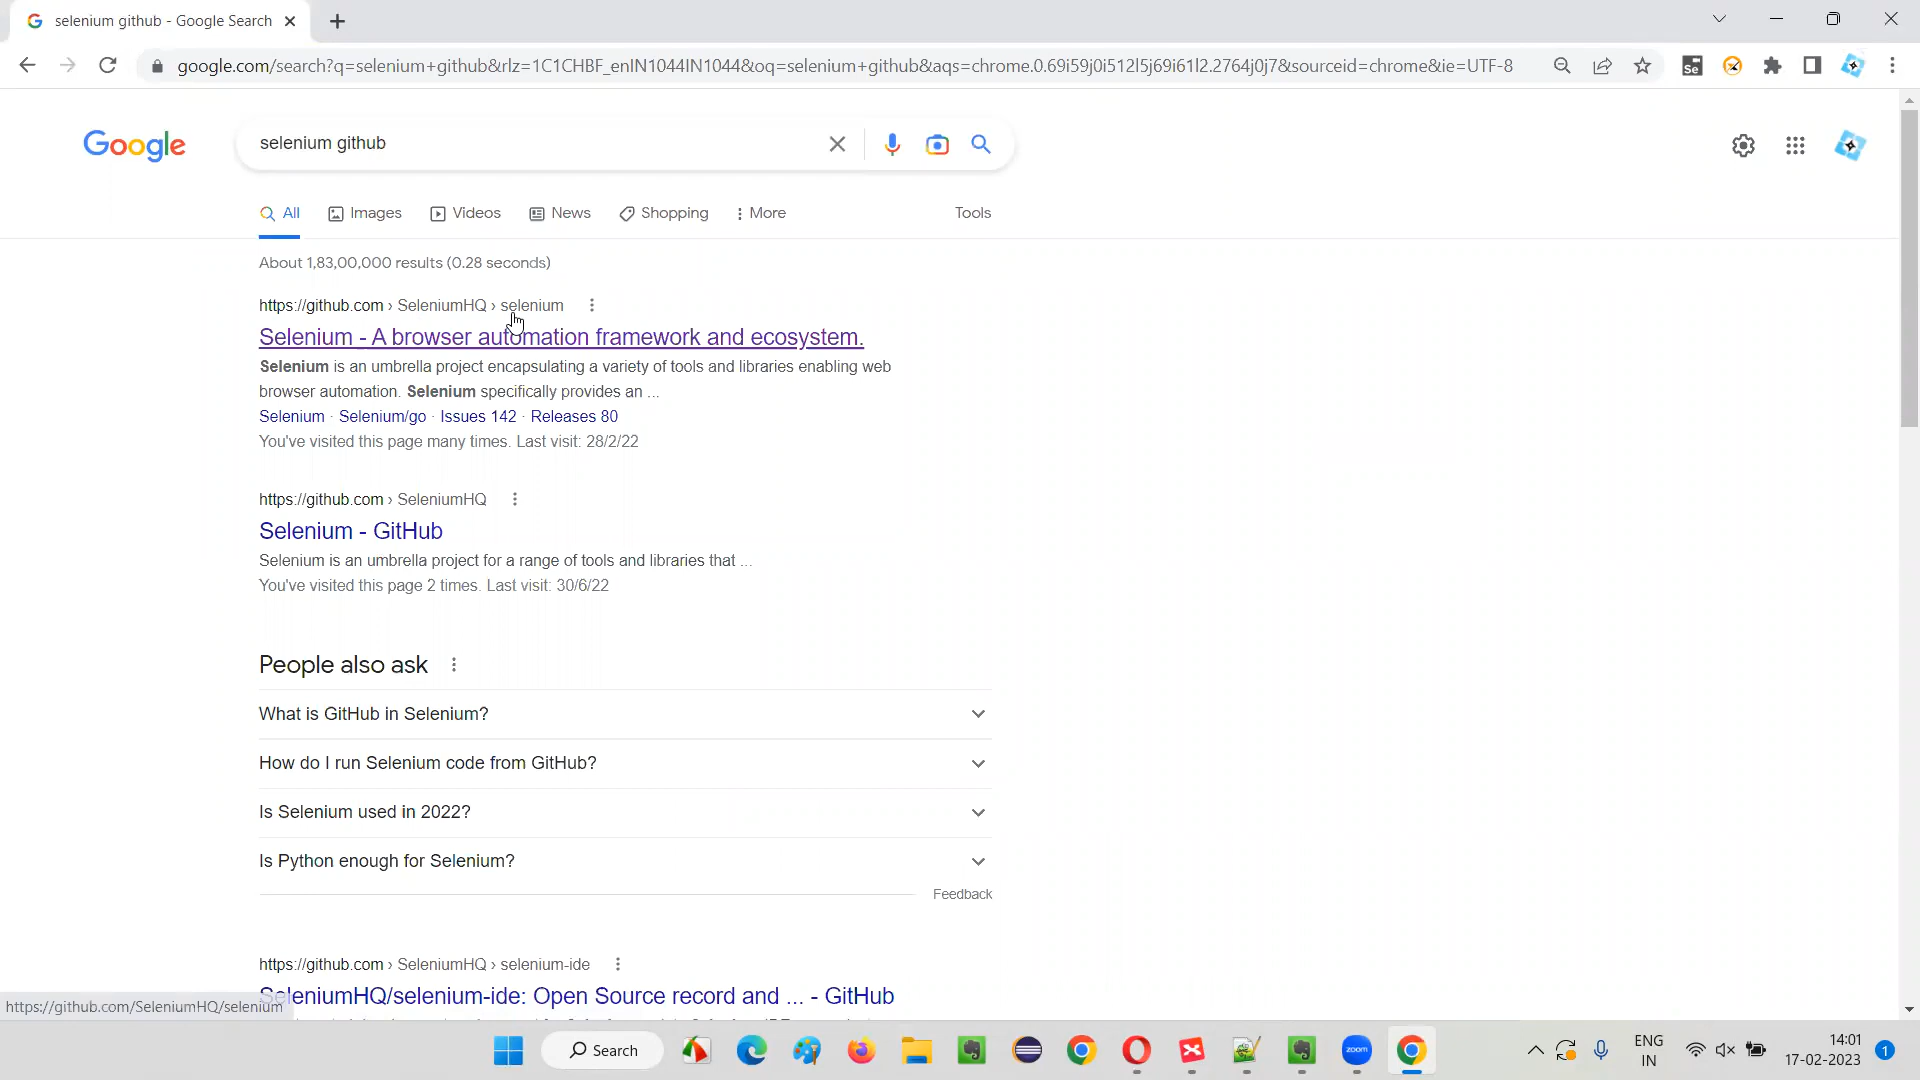 selenium github - Google Search
google.com/search?q=selenium+github&rlz=1C1CHBF_enIN1044IN1044&oq=selenium+github&aqs=chrome.0.69i59j0i512l5j69i61l2.2764j0j7&sourceid=chrome&ie=UTF-8
Se
Google
selenium github
All Images Videos News Shopping More Tools
About 1,83,00,000 results (0.28 seconds)
https://github.com › SeleniumHQ › selenium
Selenium - A browser automation framework and ecosystem.
Selenium is an umbrella project encapsulating a variety of tools and libraries enabling web
browser automation. Selenium specifically provides an ...
Selenium · Selenium/go · Issues 142 · Releases 80
You've visited this page many times. Last visit: 28/2/22
https://github.com › SeleniumHQ
Selenium - GitHub
Selenium is an umbrella project for a range of tools and libraries that ...
You've visited this page 2 times. Last visit: 30/6/22
People also ask
What is GitHub in Selenium?
How do I run Selenium code from GitHub?
Is Selenium used in 2022?
Is Python enough for Selenium?
Feedback
https://github.com › SeleniumHQ › selenium-ide
SeleniumHQ/selenium-ide: Open Source record and ... - GitHub
https://github.com/SeleniumHQ/selenium
Search
zoom
ENG
IN
14:01
17-02-2023
1